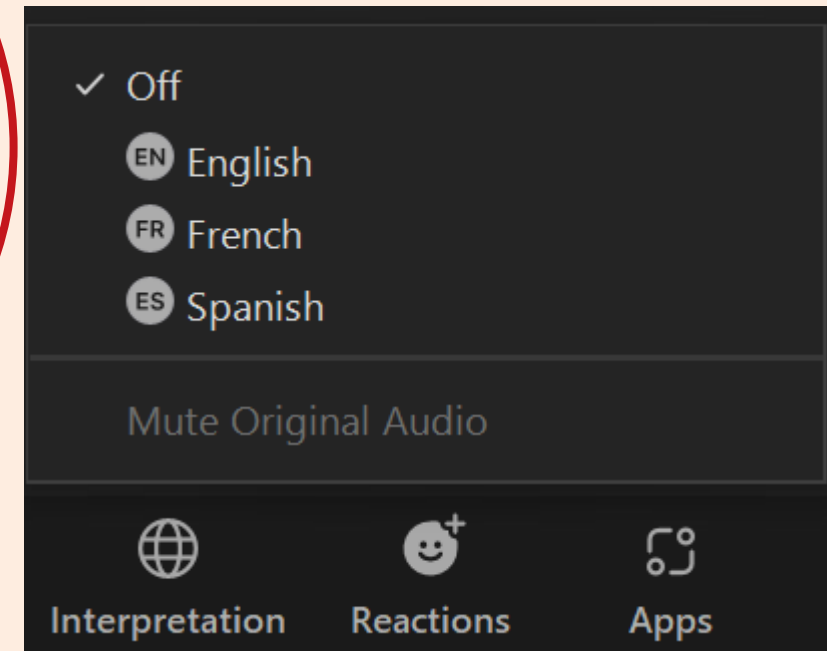 Off
EN English
FR French
ES Spanish
Mute Original Audio
Interpretation Reactions Apps